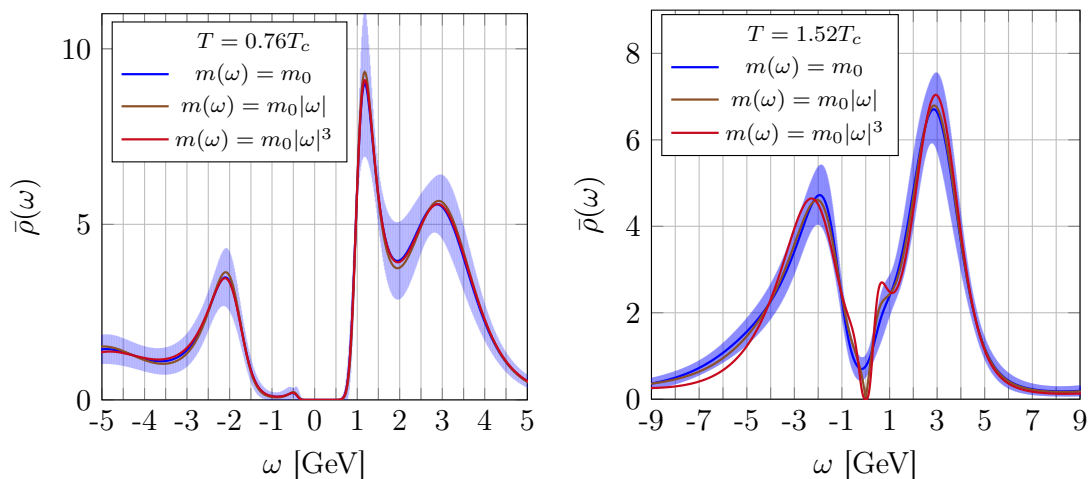 T = 0.76T_c
m(ω) = m_0
m(ω) = m_0|ω|
m(ω) = m_0|ω|^3
10
5
0
ρ̄(ω)
-5 -4 -3 -2 -1 0 1 2 3 4 5
ω [GeV]
T = 1.52T_c
m(ω) = m_0
m(ω) = m_0|ω|
m(ω) = m_0|ω|^3
8
6
4
2
0
ρ̄(ω)
-9 -7 -5 -3 -1 1 3 5 7 9
ω [GeV]